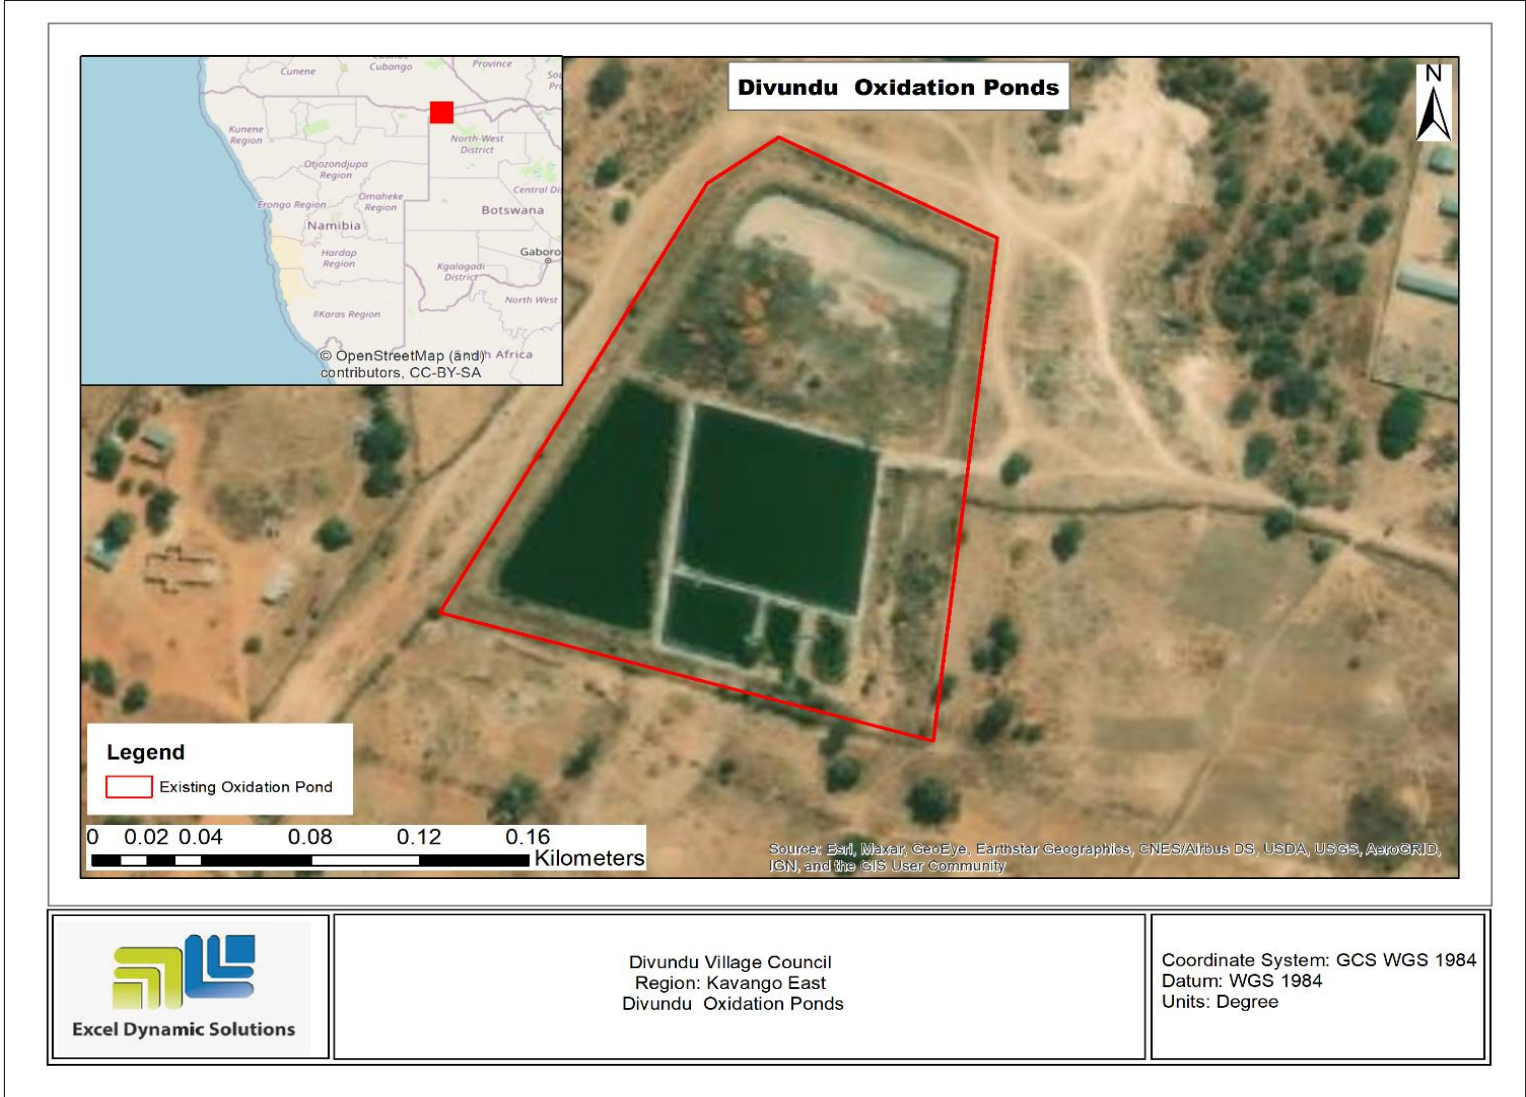 Divundu  Oxidation Ponds
N
Cunene
Cubango
Province
Kunene
Region
North-West
District
Otjozondjupa
Region
Central
Omaheke
Region
Erongo Region
Botswana
Namibia
Hardap
Region
Gaboro
Kgalagadi
District
North West
IIKaras Region
© OpenStreetMap (and)
South Africa
contributors, CC-BY-SA
Legend
Existing Oxidation Pond
0 0.02 0.04 0.08 0.12 0.16
Kilometers
Source: Esri, Maxar, GeoEye, Earthstar Geographics, CNES/Airbus DS, USDA, USGS, AeroGRID,
IGN, and the GIS User Community
Excel Dynamic Solutions
Divundu Village Council
Region: Kavango East
Divundu  Oxidation Ponds
Coordinate System: GCS WGS 1984
Datum: WGS 1984
Units: Degree